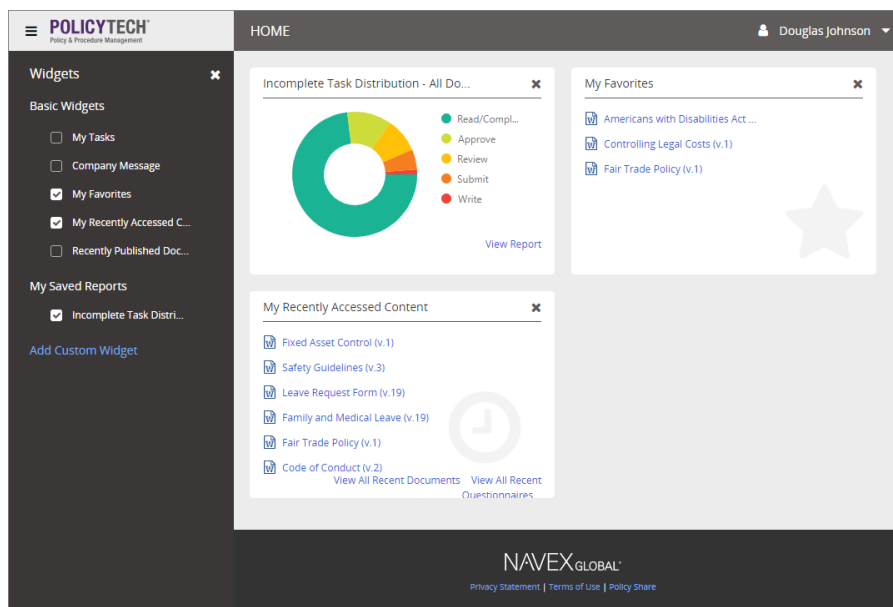 POLICYTECH
Policy & Procedure Management
HOME
Douglas Johnson
Widgets
Basic Widgets
My Tasks
Company Message
My Favorites
My Recently Accessed C...
Recently Published Doc...
My Saved Reports
Incomplete Task Distri...
Add Custom Widget
Incomplete Task Distribution - All Do...
Read/Compl...
Approve
Review
Submit
Write
View Report
My Favorites
Americans with Disabilities Act ...
Controlling Legal Costs (v.1)
Fair Trade Policy (v.1)
My Recently Accessed Content
Fixed Asset Control (v.1)
Safety Guidelines (v.3)
Leave Request Form (v.19)
Family and Medical Leave (v.19)
Fair Trade Policy (v.1)
Code of Conduct (v.2)
View All Recent Documents View All Recent
Questionnaires
NAVEX GLOBAL
Privacy Statement | Terms of Use | Policy Share